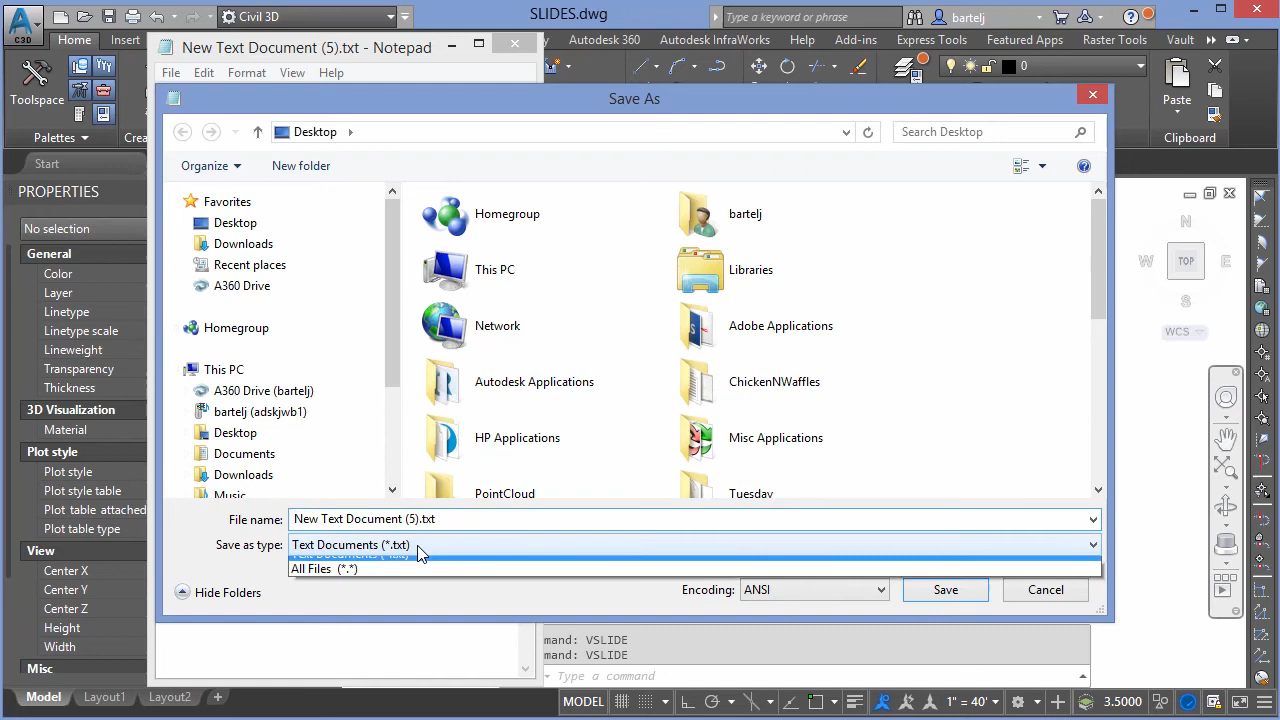 SLIDES.dwg
Civil 3D
Type a keyword or phrase
bartelj
C3D
Home
Insert
Autodesk 360
Autodesk InfraWorks
Help
Add-ins
Express Tools
Featured Apps
Raster Tools
Vault
New Text Document (5).txt - Notepad
File Edit Format View Help
Toolspace
Palettes
0
Paste
Clipboard
Save As
Desktop
Search Desktop
Organize
New folder
Start
PROPERTIES
No selection
General
Color
Layer
Linetype
Linetype scale
Lineweight
Transparency
Thickness
3D Visualization
Material
Plot style
Plot style
Plot style table
Plot table attached
Plot table type
View
Center X
Center Y
Center Z
Height
Width
Misc
Favorites
Desktop
Downloads
Recent places
A360 Drive
Homegroup
This PC
A360 Drive (bartelj)
bartelj (adskjwb1)
Desktop
Documents
Downloads
Music
Homegroup
bartelj
This PC
Libraries
Network
Adobe Applications
Autodesk Applications
ChickenNWaffles
HP Applications
Misc Applications
PointCloud
Tuesday
File name:
New Text Document (5).txt
Save as type:
Text Documents (*.txt)
All Files (*.*)
Hide Folders
Encoding:
ANSI
Save
Cancel
N
W
TOP
E
S
WCS
mand: VSLIDE
mand: VSLIDE
Type a command
Model
Layout1
Layout2
+
MODEL
1" = 40'
3.5000